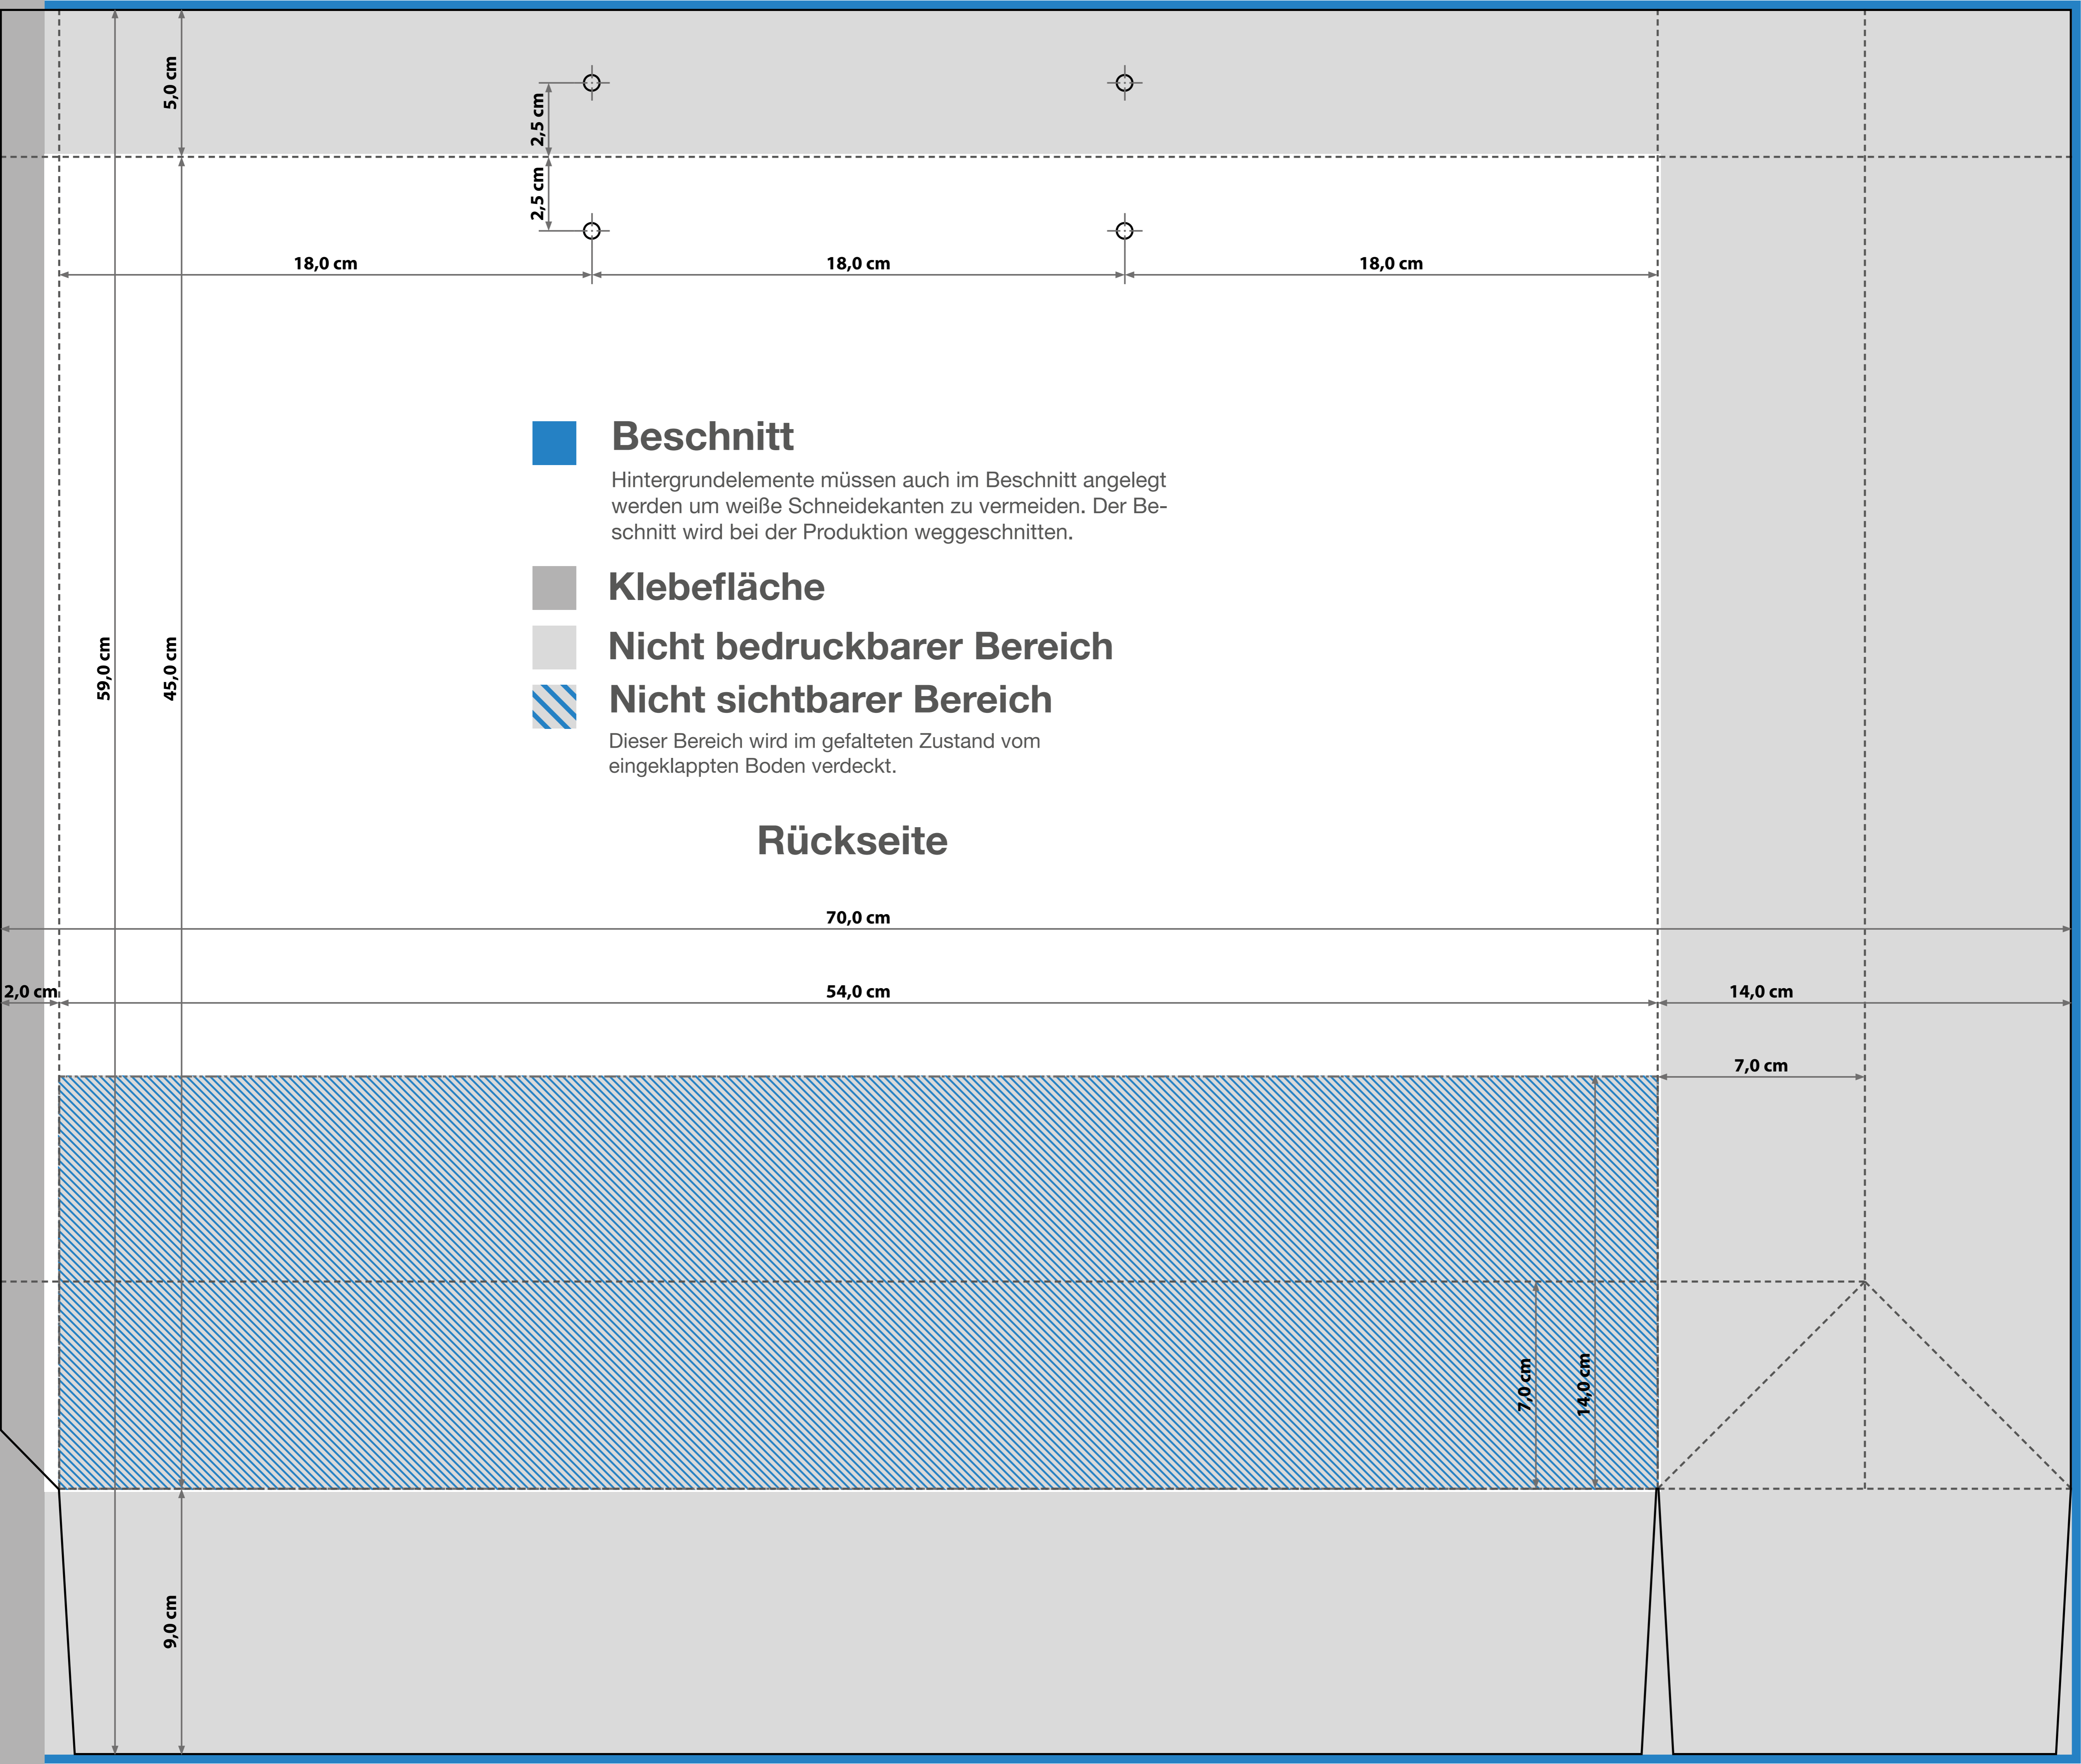 5,0 cm
2,5 cm
2,5 cm
18,0 cm
18,0 cm
18,0 cm
Beschnitt
Hintergrundelemente müssen auch im Beschnitt angelegt
werden um weiße Schneidekanten zu vermeiden. Der Be-
schnitt wird bei der Produktion weggeschnitten.
Klebefläche
Nicht bedruckbarer Bereich
59,0 cm
45,0 cm
Nicht sichtbarer Bereich
Dieser Bereich wird im gefalteten Zustand vom
eingeklappten Boden verdeckt.
Rückseite
70,0 cm
2,0 cm
54,0 cm
14,0 cm
7,0 cm
7,0 cm
14,0 cm
9,0 cm